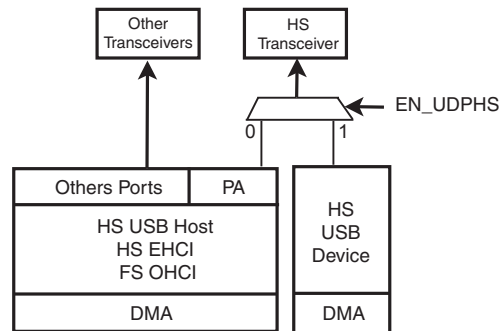 Other
Transceivers
HS
Transceiver
EN_UDPHS
0
1
Others Ports
PA
HS USB Host
HS EHCI
FS OHCI
DMA
HS
USB
Device
DMA